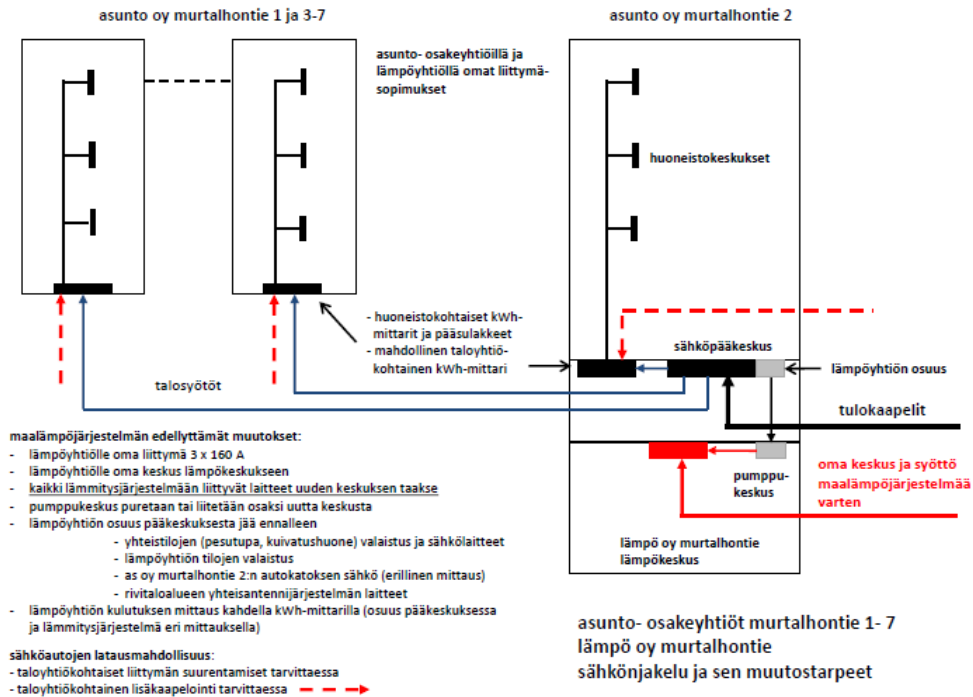 asunto oy murtalhontie 1 ja 3-7
asunto oy murtalhontie 2
asunto- osakeyhtiöillä ja
lämpöyhtiöllä omat liittymä-
sopimukset
huoneistokeskukset
- huoneistokohtaiset kWh-
mittarit ja pääsulakkeet
- mahdollinen taloyhtiö-
kohtainen kWh-mittari
sähköpääkeskus
lämpöyhtiön osuus
talosyötöt
tulokaapelit
maalämpöjärjestelmän edellyttämät muutokset:
- lämpöyhtiölle oma liittymä 3 x 160 A
- lämpöyhtiölle oma keskus lämpökeskukseen
- kaikki lämmitysjärjestelmään liittyvät laitteet uuden keskuksen taakse
- pumppukeskus puretaan tai liitetään osaksi uutta keskusta
- lämpöyhtiön osuus pääkeskuksesta jää ennalleen
- yhteistilojen (pesutupa, kuivatushuone) valaistus ja sähkölaitteet
- lämpöyhtiön tilojen valaistus
- as oy murtalhontie 2:n autokatoksen sähkö (erillinen mittaus)
- rivitaloalueen yhteisantennijärjestelmän laitteet
- lämpöyhtiön kulutuksen mittaus kahdella kWh-mittarilla (osuus pääkeskuksessa
ja lämmitysjärjestelmä eri mittauksella)
pumppu-
keskus
oma keskus ja syöttö
maalämpöjärjestelmää
varten
lämpö oy murtalhontie
lämpökeskus
sähköautojen latausmahdollisuus:
- taloyhtiökohtaiset liittymän suurentamiset tarvittaessa
- taloyhtiökohtainen lisäkaapelointi tarvittaessa
asunto- osakeyhtiöt murtalhontie 1- 7
lämpö oy murtalhontie
sähkönjakelu ja sen muutostarpeet